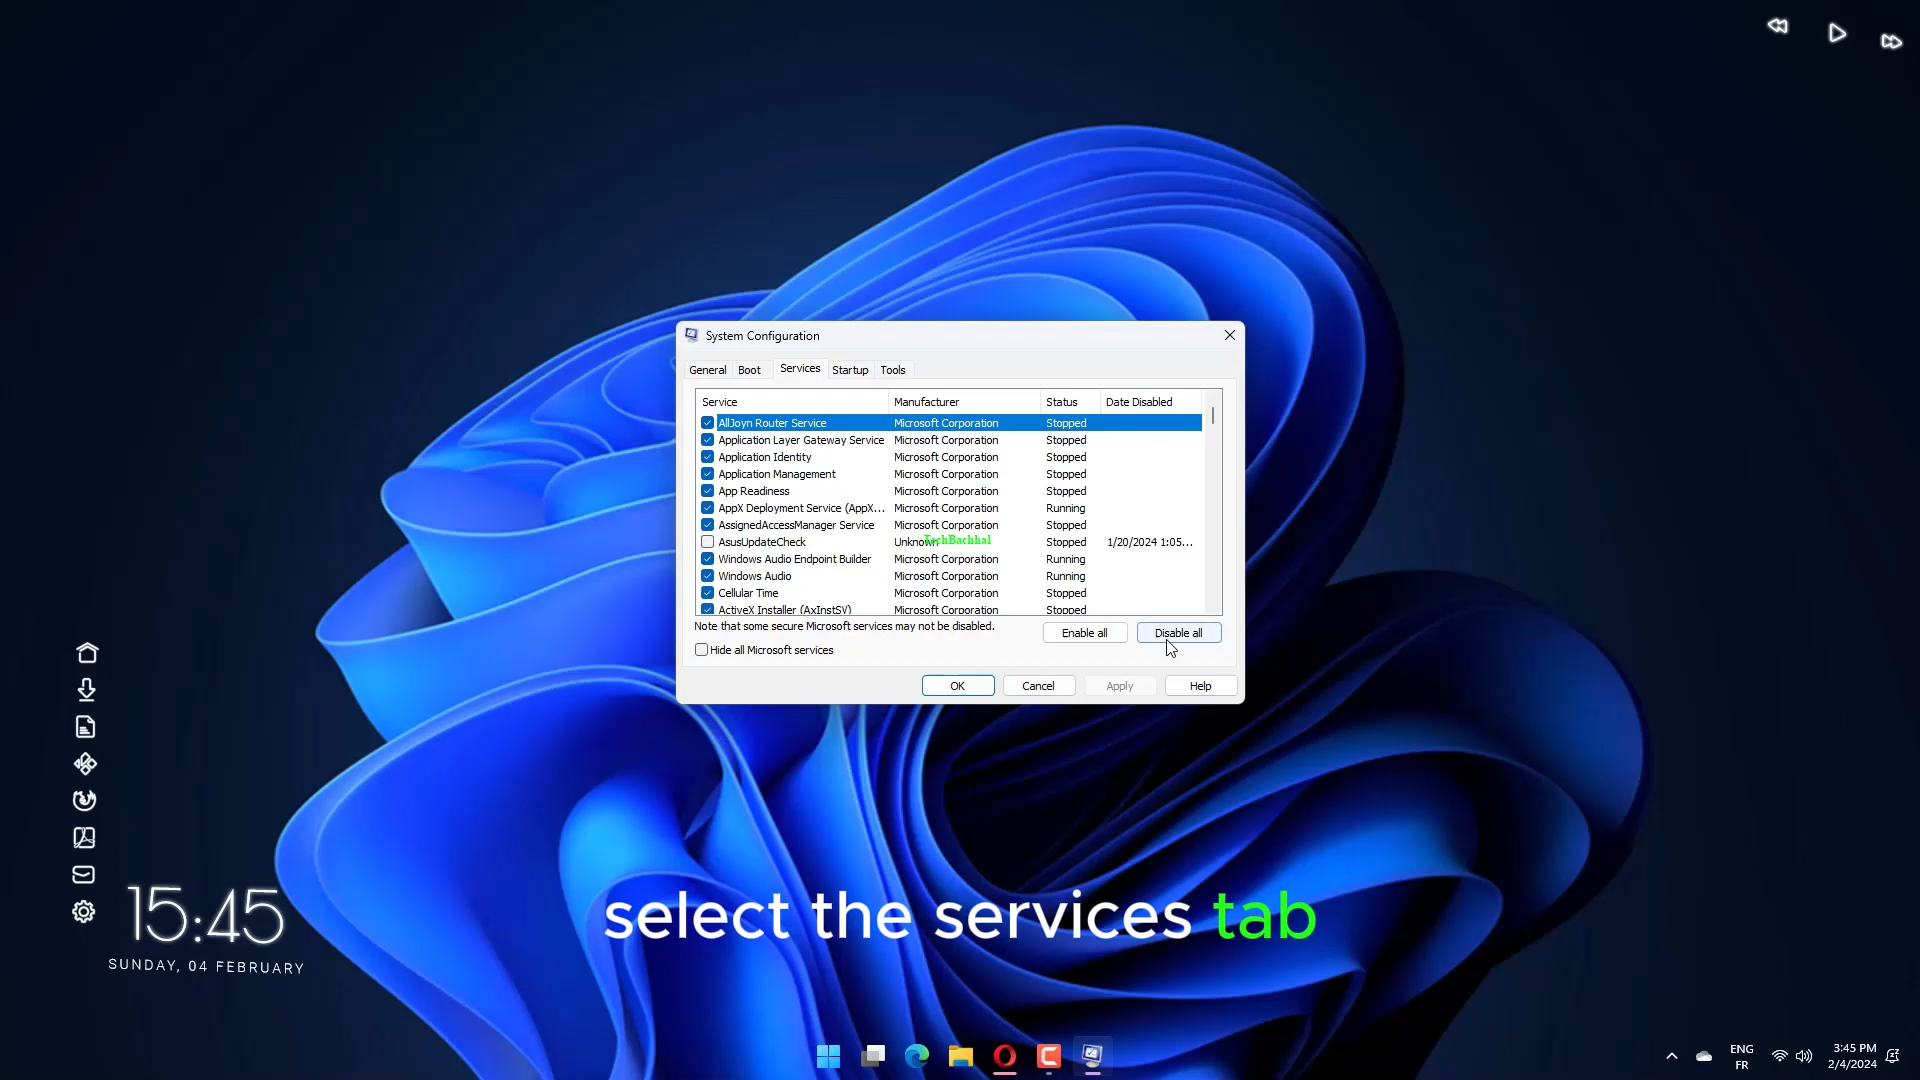 System Configuration
General Boot Services Startup Tools
Service Manufacturer Status Date Disabled
AllJoyn Router Service Microsoft Corporation Stopped
Application Layer Gateway Service Microsoft Corporation Stopped
Application Identity Microsoft Corporation Stopped
Application Management Microsoft Corporation Stopped
App Readiness Microsoft Corporation Stopped
AppX Deployment Service (AppX... Microsoft Corporation Running
AssignedAccessManager Service Microsoft Corporation Stopped
AsusUpdateCheck Unknown Stopped 1/20/2024 1:05...
TechBachhal
Windows Audio Endpoint Builder Microsoft Corporation Running
Windows Audio Microsoft Corporation Running
Cellular Time Microsoft Corporation Stopped
ActiveX Installer (AxInstSV) Microsoft Corporation Stopped
Note that some secure Microsoft services may not be disabled.
Enable all Disable all
Hide all Microsoft services
OK Cancel Apply Help
15:45
SUNDAY, 04 FEBRUARY
select the services tab
ENG
FR
3:45 PM
2/4/2024